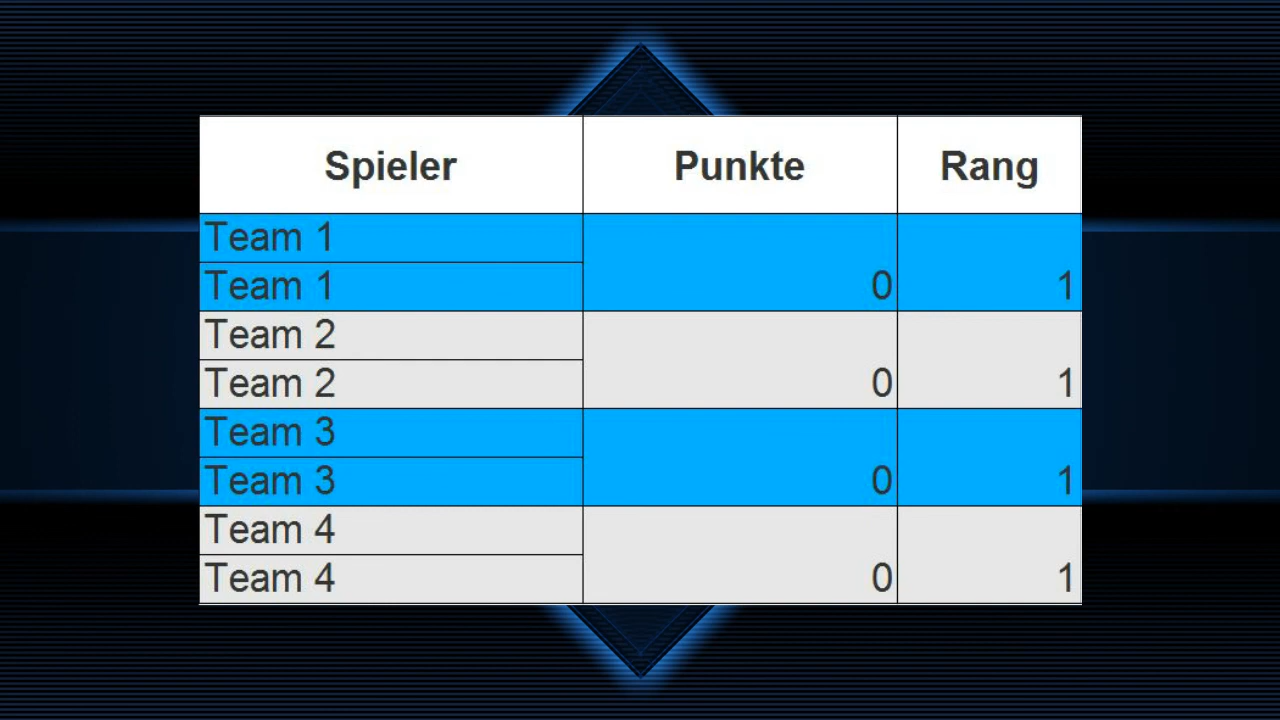 Spieler Punkte Rang
Team 1
Team 1 0 1
Team 2
Team 2 0 1
Team 3
Team 3 0 1
Team 4
Team 4 0 1